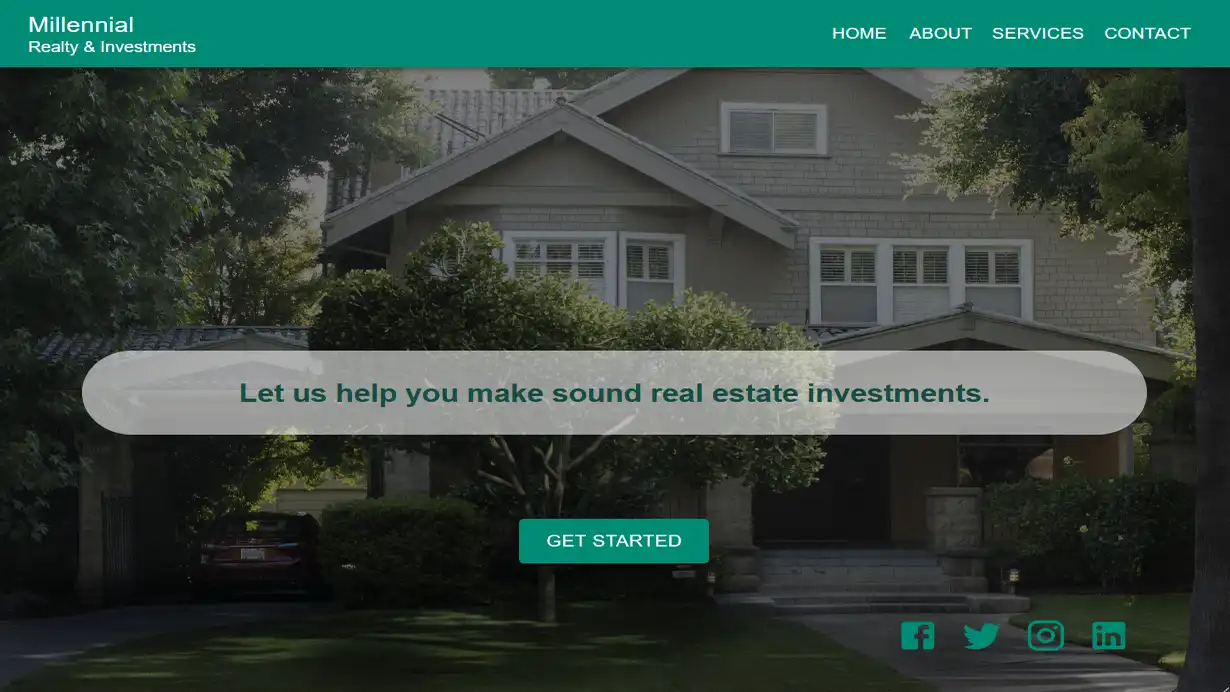 Millennial
Realty & Investments
HOME ABOUT SERVICES CONTACT
Let us help you make sound real estate investments.
GET STARTED